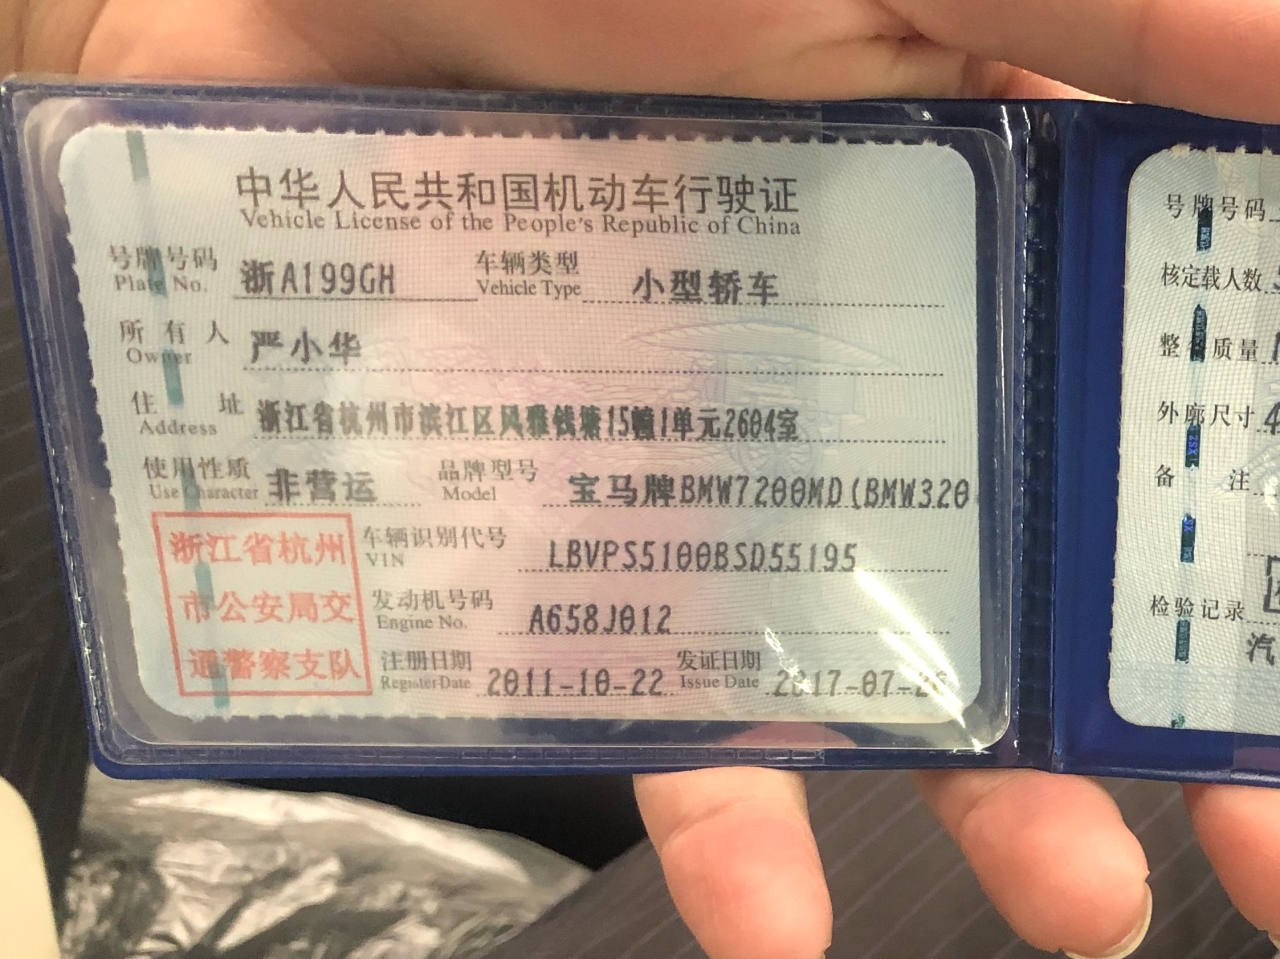 中华人民共和国机动车行驶证
Vehicle License of the People's Republic of China
号牌号码 浙A199GH 车辆类型 小型轿车
Plate No. Vehicle Type
所有人 严小华
Owner
住址 浙江省杭州市滨江区风雅钱塘15幢1单元2604室
Address
使用性质 非营运 品牌型号 宝马牌BMW7200MD(BMW320
Use Character Model
浙江省杭州
市公安局交
通警察支队
车辆识别代号 LBVPS5100BSD55195
VIN
发动机号码 A658J012
Engine No.
注册日期 2011-10-22 发证日期 2017-07-
Register Date Issue Date
号牌号码
核定载人数
整 质量
外廓尺寸 4
备注
检验记录
汽